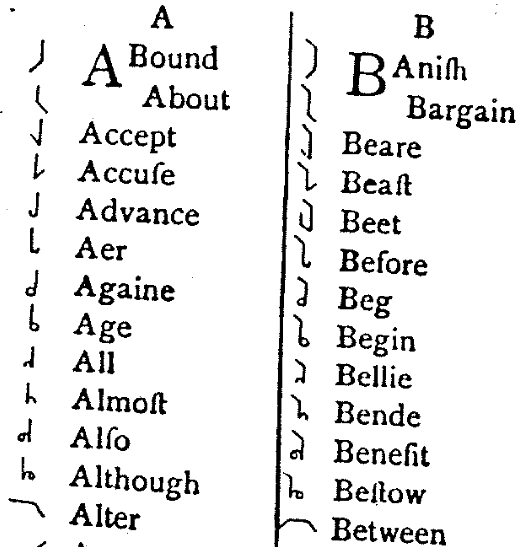 A
ABound
About
Accept
Accuſe
Advance
Aer
Againe
Age
All
Almoſt
Alſo
Although
Alter
B
BAniſh
Bargain
Beare
Beaſt
Beet
Before
Beg
Begin
Bellie
Bende
Benefit
Beſtow
Between